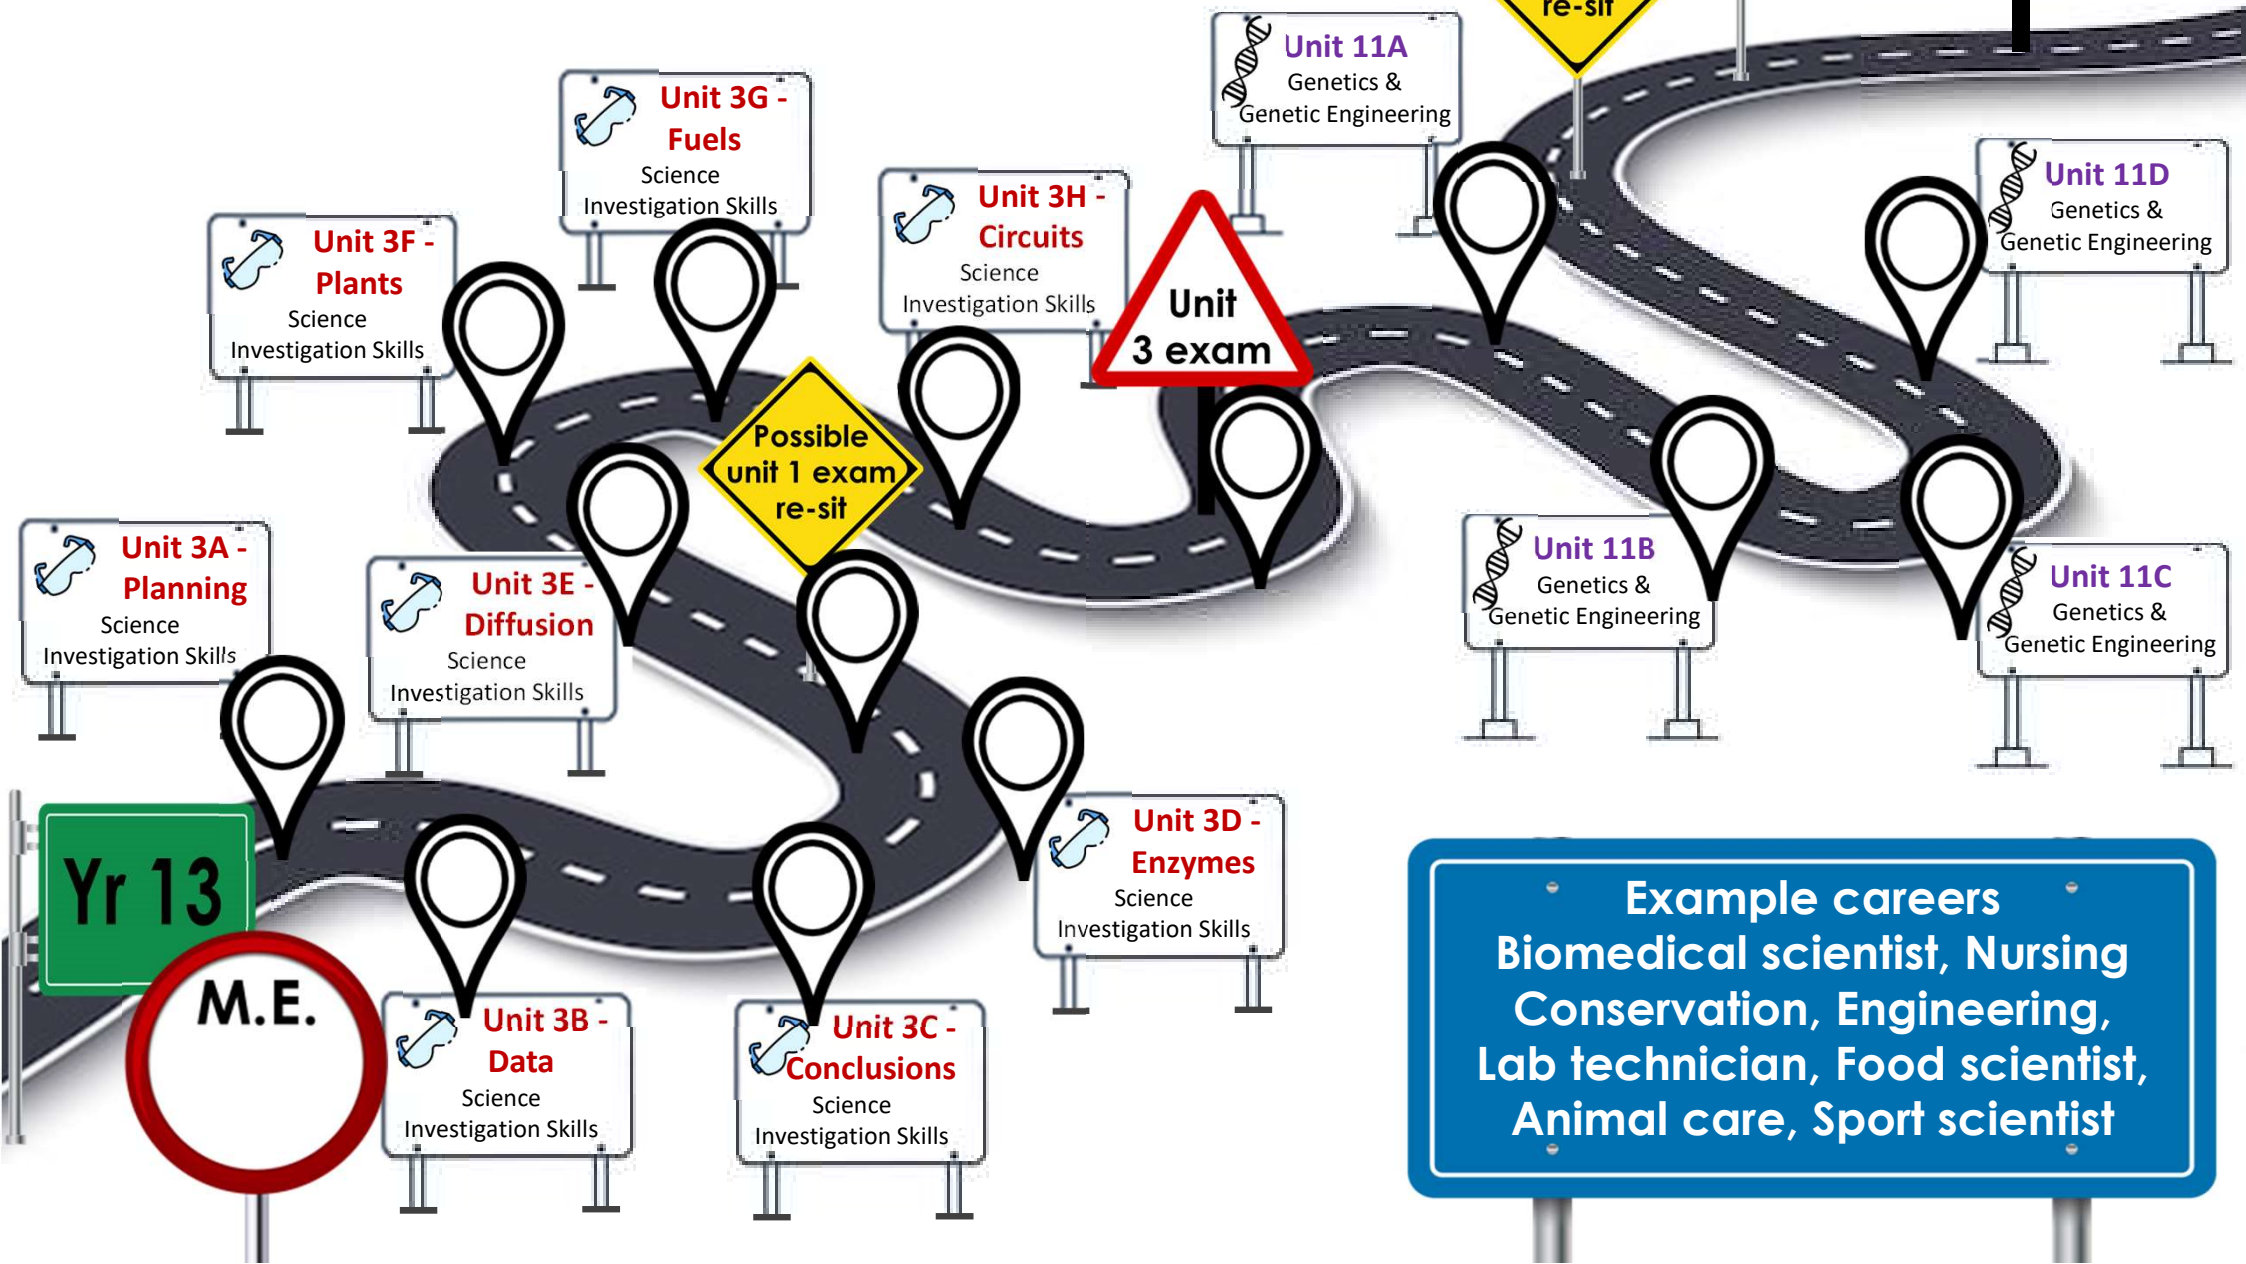 re-sit
Unit 11A
Genetics &
Genetic Engineering
Unit 3G -
Fuels
Science
Investigation Skills
Unit 11D
Genetics &
Genetic Engineering
Unit 3H -
Circuits
Science
Investigation Skills
Unit 3F -
Plants
Science
Investigation Skills
Unit
3 exam
Possible
unit 1 exam
re-sit
Unit 3A -
Planning
Science
Investigation Skills
Unit 3E -
Diffusion
Science
Investigation Skills
Unit 11B
Genetics &
Genetic Engineering
Unit 11C
Genetics &
Genetic Engineering
Yr 13
Unit 3D -
Enzymes
Science
Investigation Skills
M.E.
Unit 3B -
Data
Science
Investigation Skills
Unit 3C -
Conclusions
Science
Investigation Skills
Example careers
Biomedical scientist, Nursing
Conservation, Engineering,
Lab technician, Food scientist,
Animal care, Sport scientist